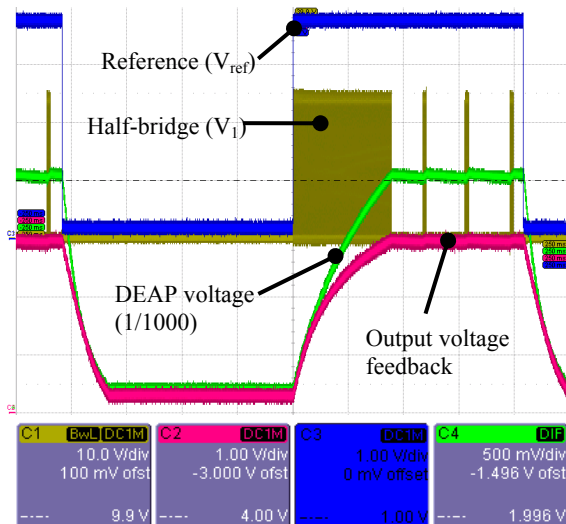 Reference (Vref)
Half-bridge (V1)
DEAP voltage
(1/1000)
Output voltage
feedback
C3
C3
C1 BwL DC1M
10.0 V/div
100 mV ofst
9.9 V
C2 DC1M
1.00 V/div
-3.000 V ofst
4.00 V
C3 DC1M
1.00 V/div
0 mV offset
1.00 V
C4 DIF
500 mV/div
-1.496 V ofst
1.996 V